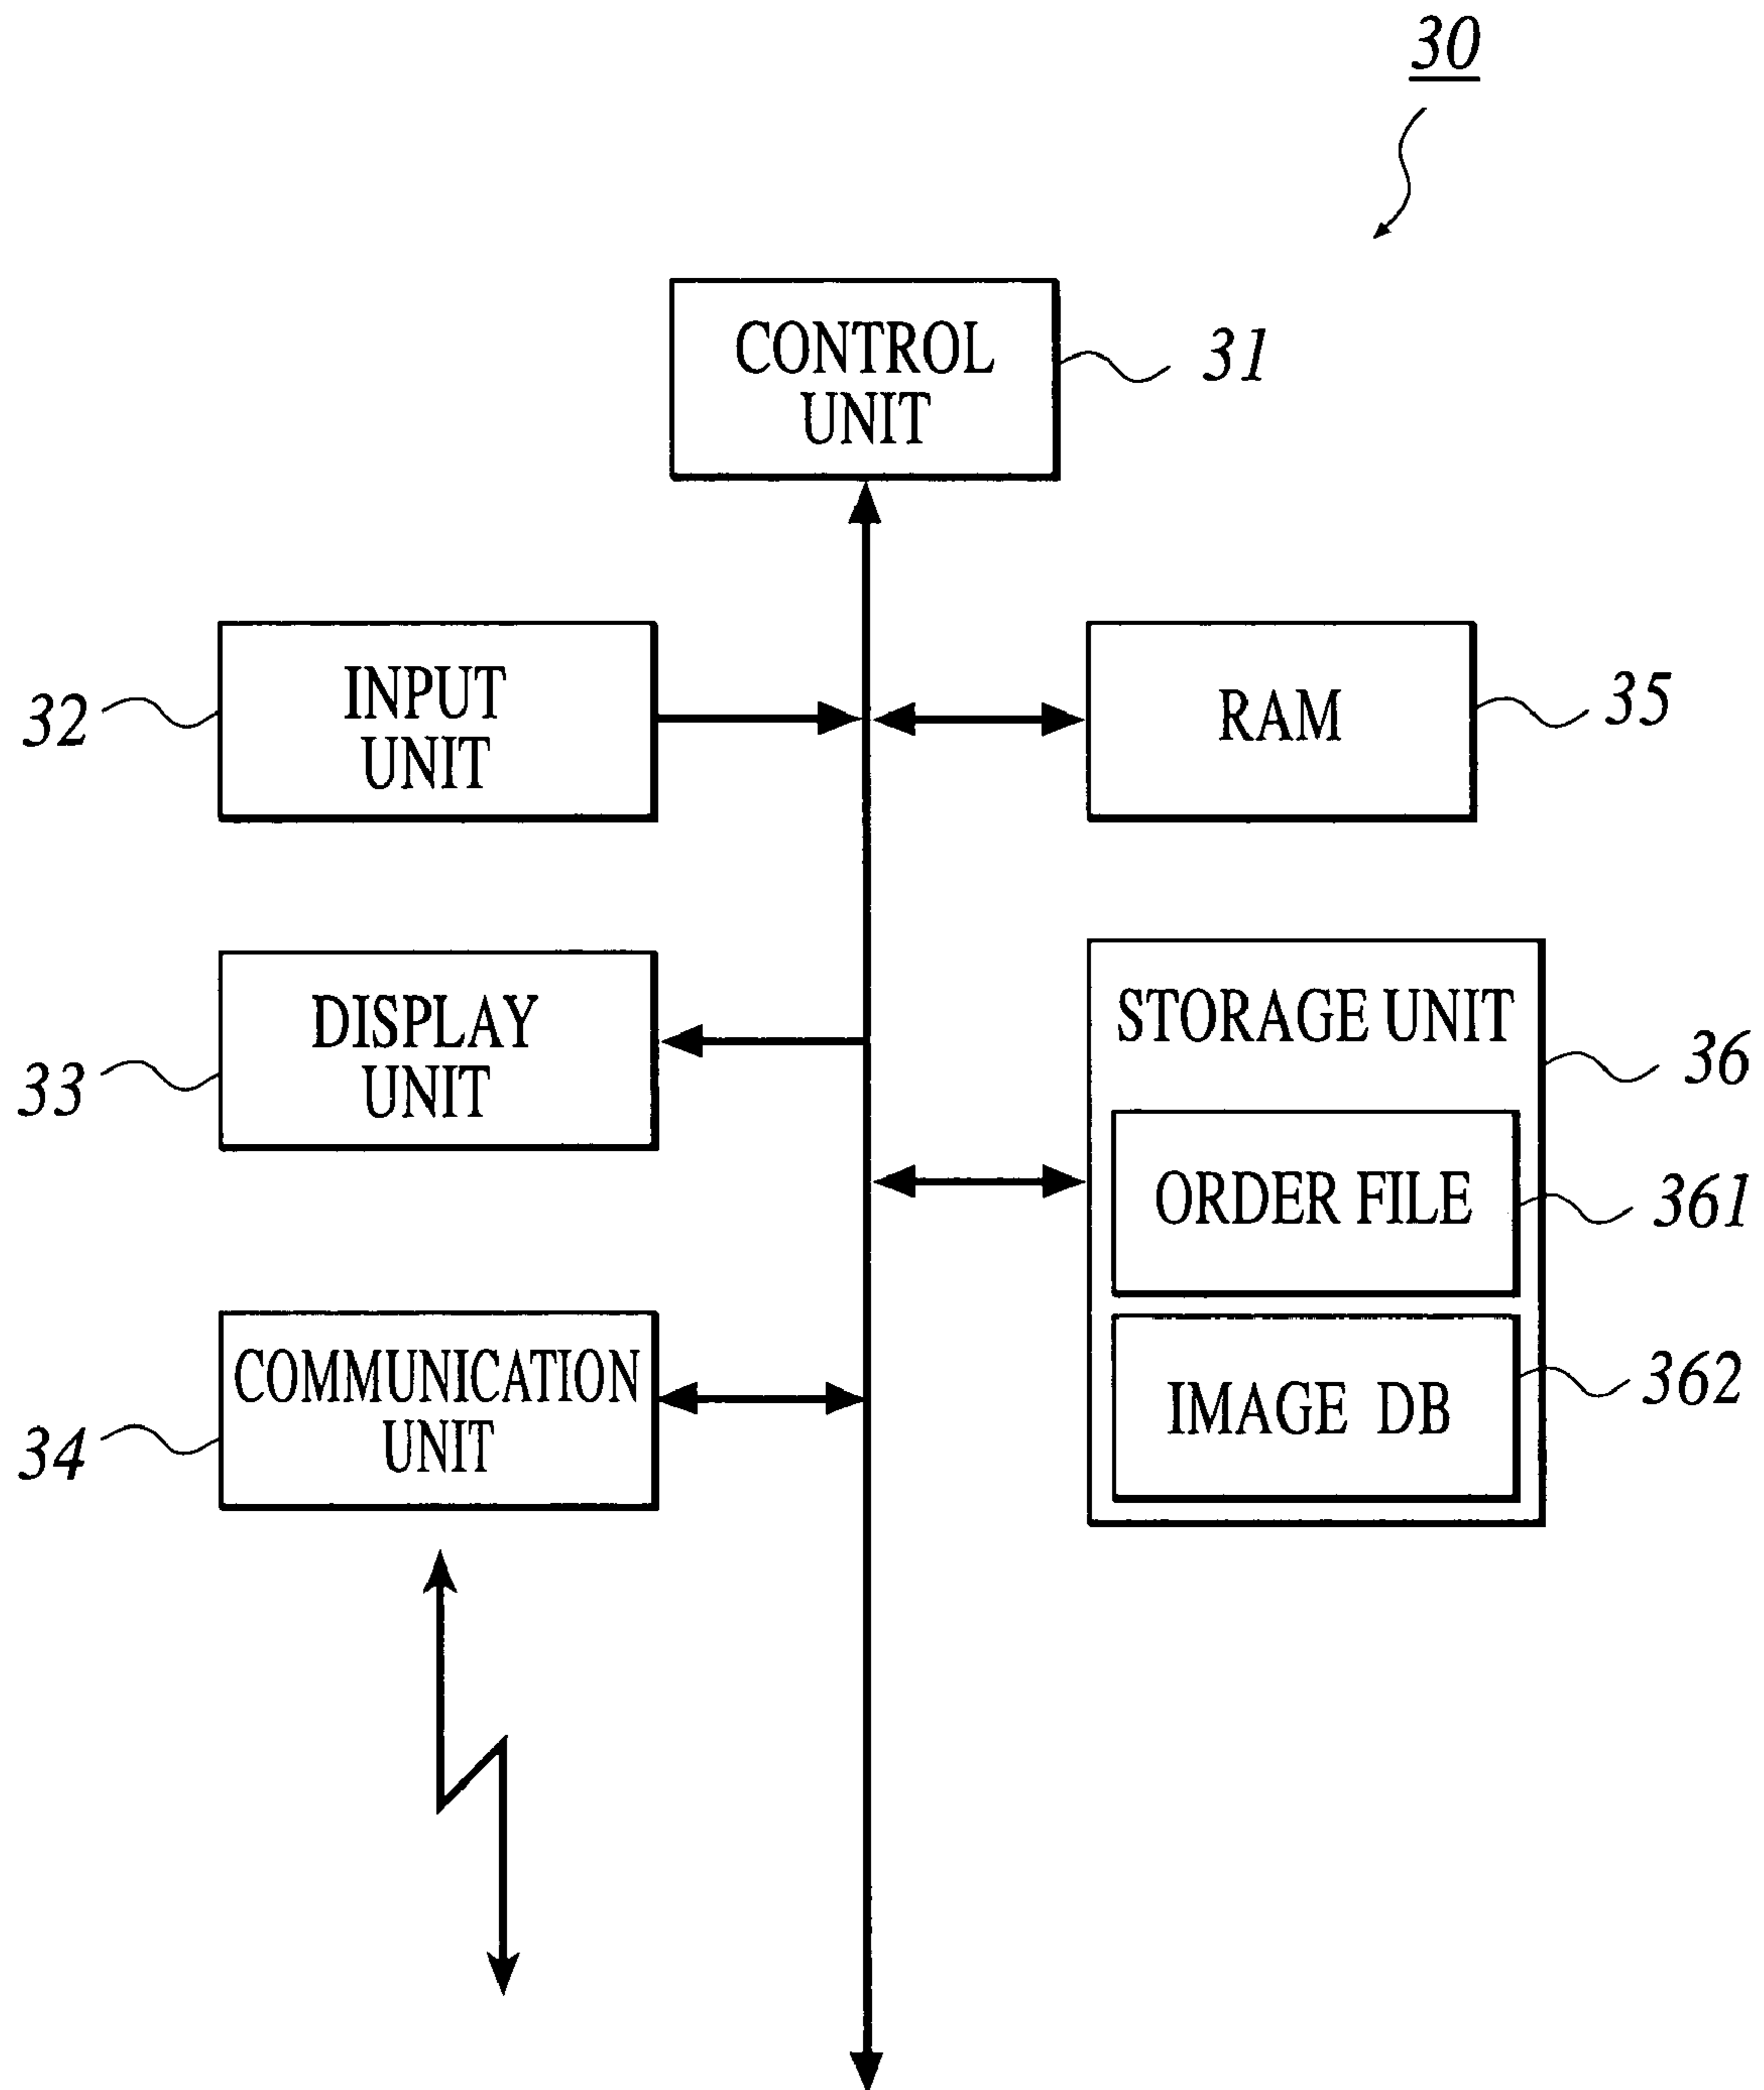 30
CONTROL
UNIT
31
INPUT
UNIT
32
RAM
35
DISPLAY
UNIT
33
STORAGE UNIT
36
ORDER FILE
361
COMMUNICATION
UNIT
34
IMAGE DB
362